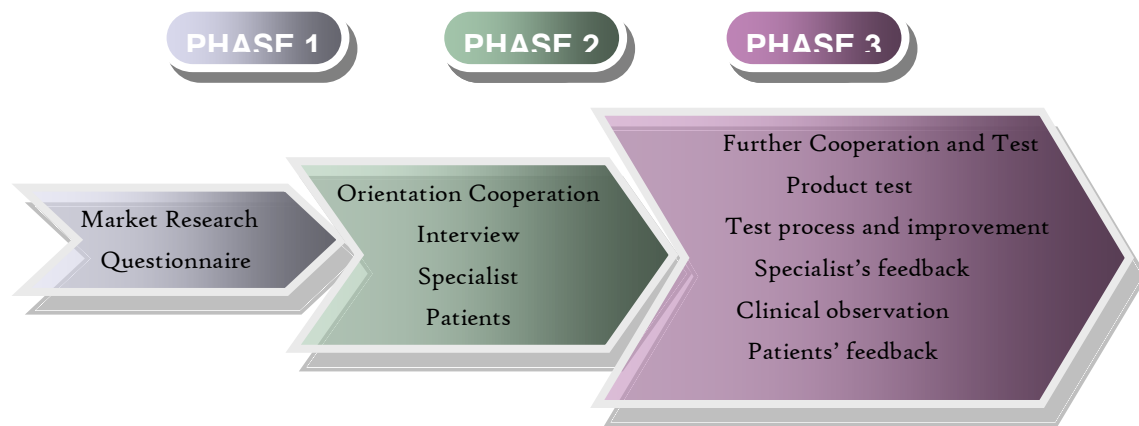 PHASE 1
PHASE 2
PHASE 3
Market Research
Questionnaire
Orientation Cooperation
Interview
Specialist
Patients
Further Cooperation and Test
Product test
Test process and improvement
Specialist’s feedback
Clinical observation
Patients’ feedback